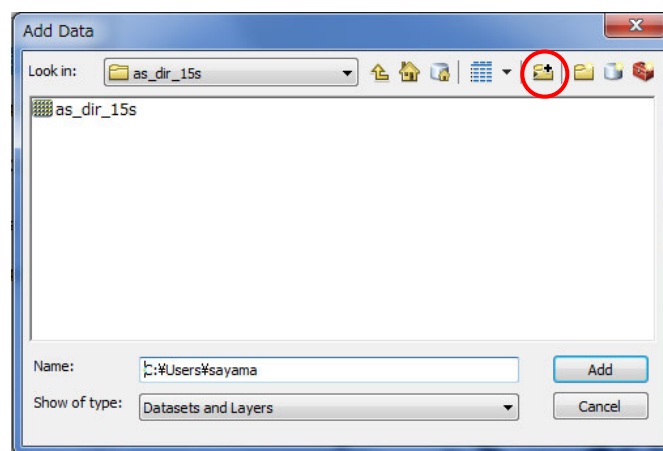 Add Data
Look in: as_dir_15s
as_dir_15s
Name: C:¥Users¥sayama Add
Show of type: Datasets and Layers Cancel